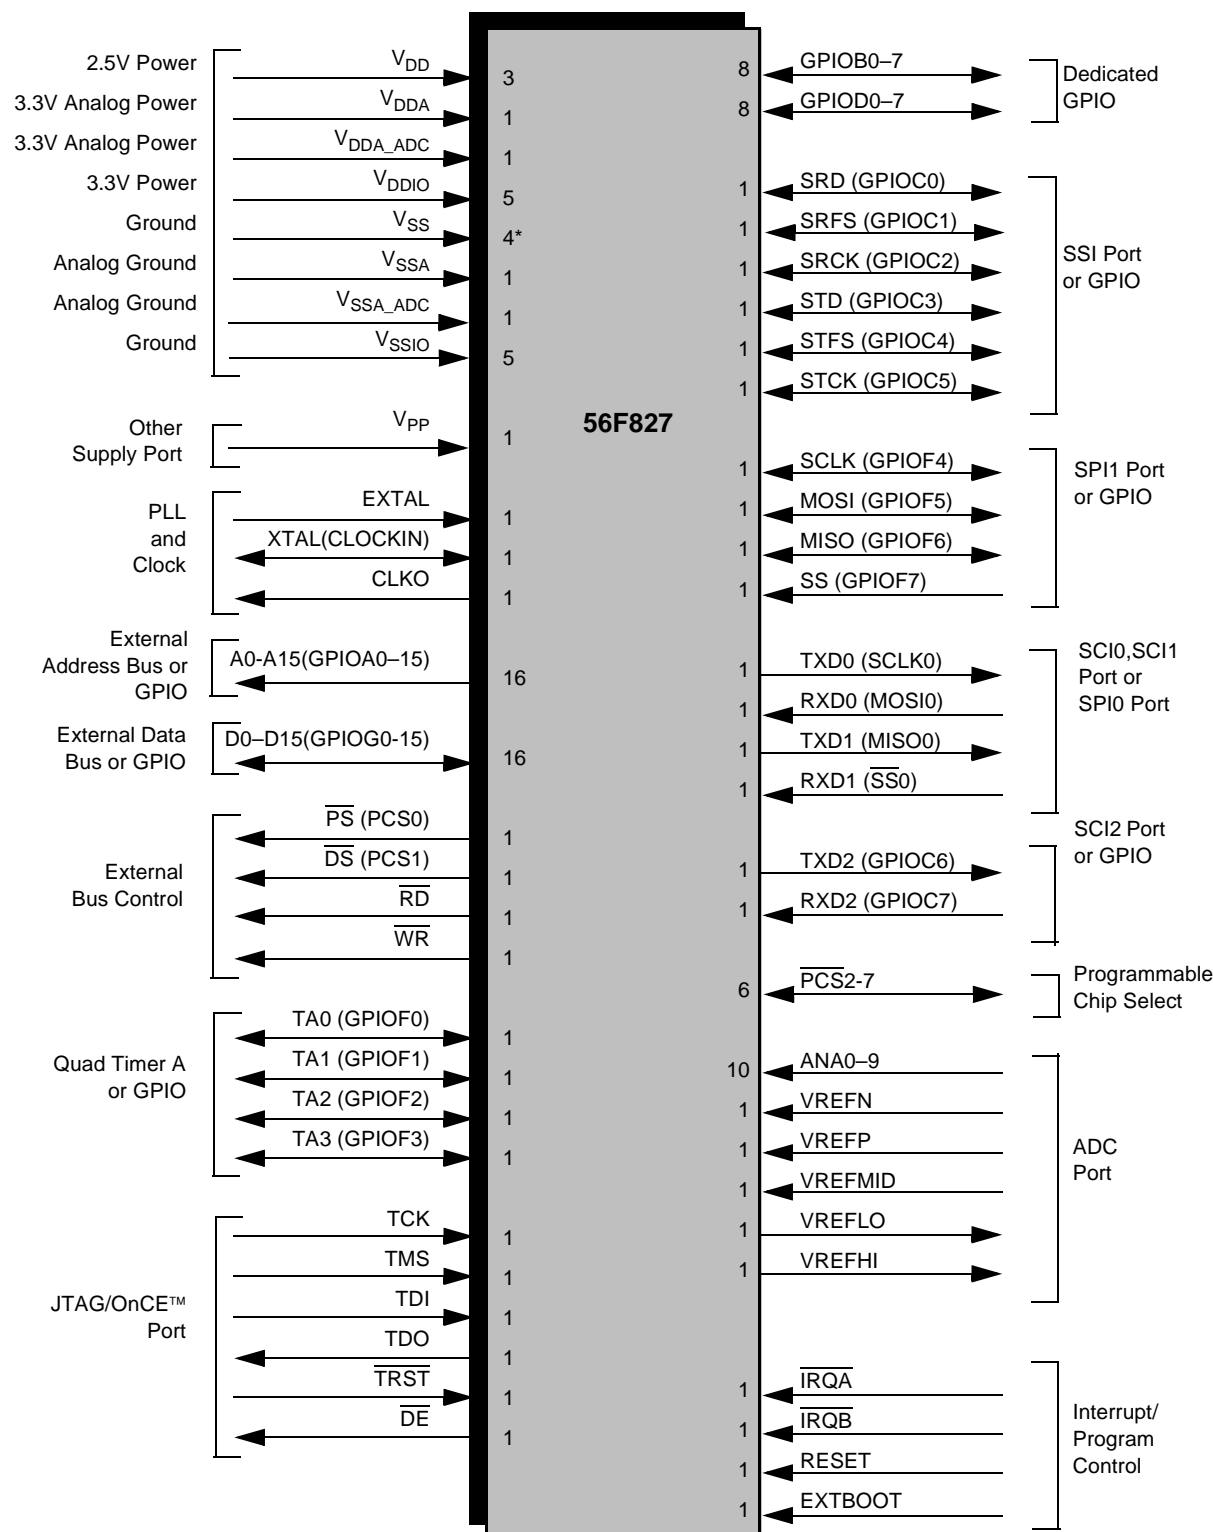 2.5V Power
VDD
3
3.3V Analog Power
VDDA
1
3.3V Analog Power
VDDA_ADC
1
3.3V Power
VDDIO
5
Ground
VSS
4*
Analog Ground
VSSA
1
Analog Ground
VSSA_ADC
1
Ground
VSSIO
5
Other
Supply Port
VPP
1
PLL
and
Clock
EXTAL
1
XTAL(CLOCKIN)
1
CLKO
1
External
Address Bus or
GPIO
A0-A15(GPIOA0–15)
16
External Data
Bus or GPIO
D0–D15(GPIOG0-15)
16
External
Bus Control
PS (PCS0)
1
DS (PCS1)
1
RD
1
WR
1
Quad Timer A
or GPIO
TA0 (GPIOF0)
1
TA1 (GPIOF1)
1
TA2 (GPIOF2)
1
TA3 (GPIOF3)
1
JTAG/OnCE™
Port
TCK
1
TMS
1
TDI
1
TDO
1
TRST
1
DE
1
56F827
8
GPIOB0–7
8
GPIOD0–7
Dedicated
GPIO
1
SRD (GPIOC0)
1
SRFS (GPIOC1)
1
SRCK (GPIOC2)
1
STD (GPIOC3)
1
STFS (GPIOC4)
1
STCK (GPIOC5)
SSI Port
or GPIO
1
SCLK (GPIOF4)
1
MOSI (GPIOF5)
1
MISO (GPIOF6)
1
SS (GPIOF7)
SPI1 Port
or GPIO
1
TXD0 (SCLK0)
1
RXD0 (MOSI0)
1
TXD1 (MISO0)
1
RXD1 (SS0)
SCI0,SCI1
Port or
SPI0 Port
1
TXD2 (GPIOC6)
1
RXD2 (GPIOC7)
SCI2 Port
or GPIO
6
PCS2-7
Programmable
Chip Select
10
ANA0–9
1
VREFN
1
VREFP
1
VREFMID
1
VREFLO
1
VREFHI
ADC
Port
1
IRQA
1
IRQB
1
RESET
1
EXTBOOT
Interrupt/
Program
Control